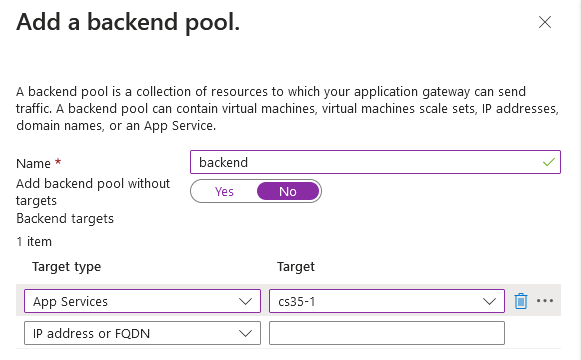 Add a backend pool.
A backend pool is a collection of resources to which your application gateway can send
traffic. A backend pool can contain virtual machines, virtual machines scale sets, IP addresses,
domain names, or an App Service.
Name * backend
Add backend pool without
targets
Yes No
Backend targets
1 item
Target type Target
App Services cs35-1
IP address or FQDN